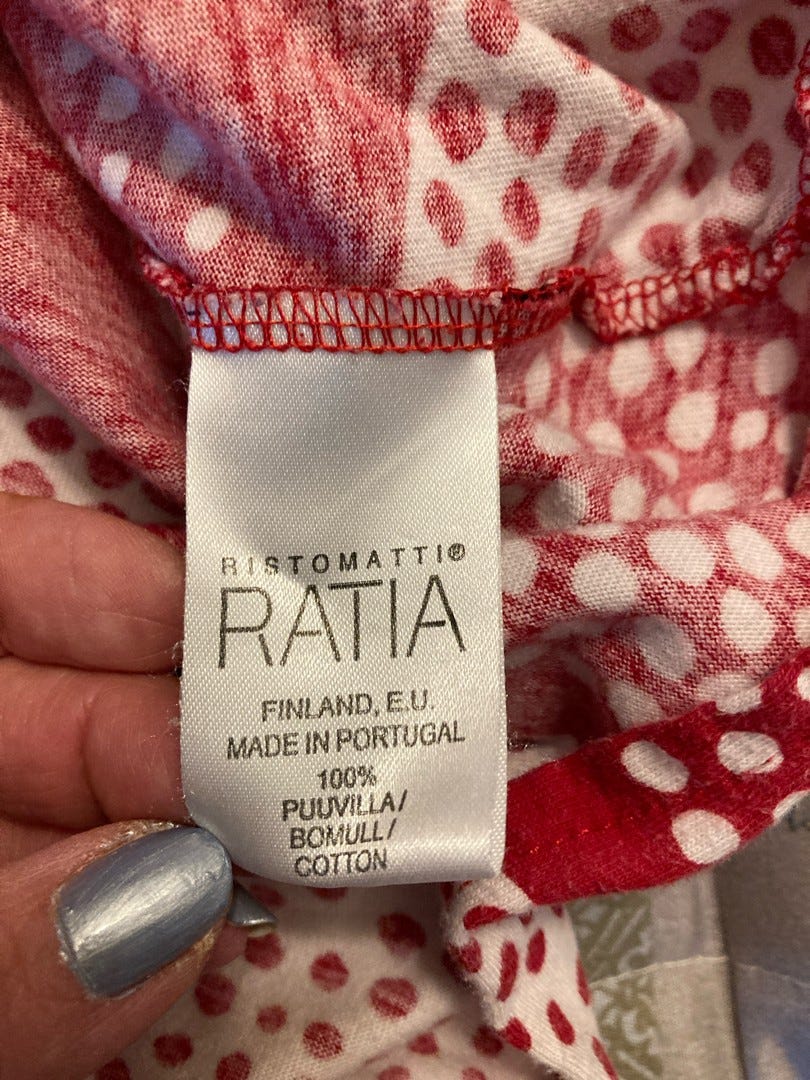 RISTOMATTI®
RATIA
FINLAND, E.U.
MADE IN PORTUGAL
100%
PUUVILLA/
BOMULL/
COTTON